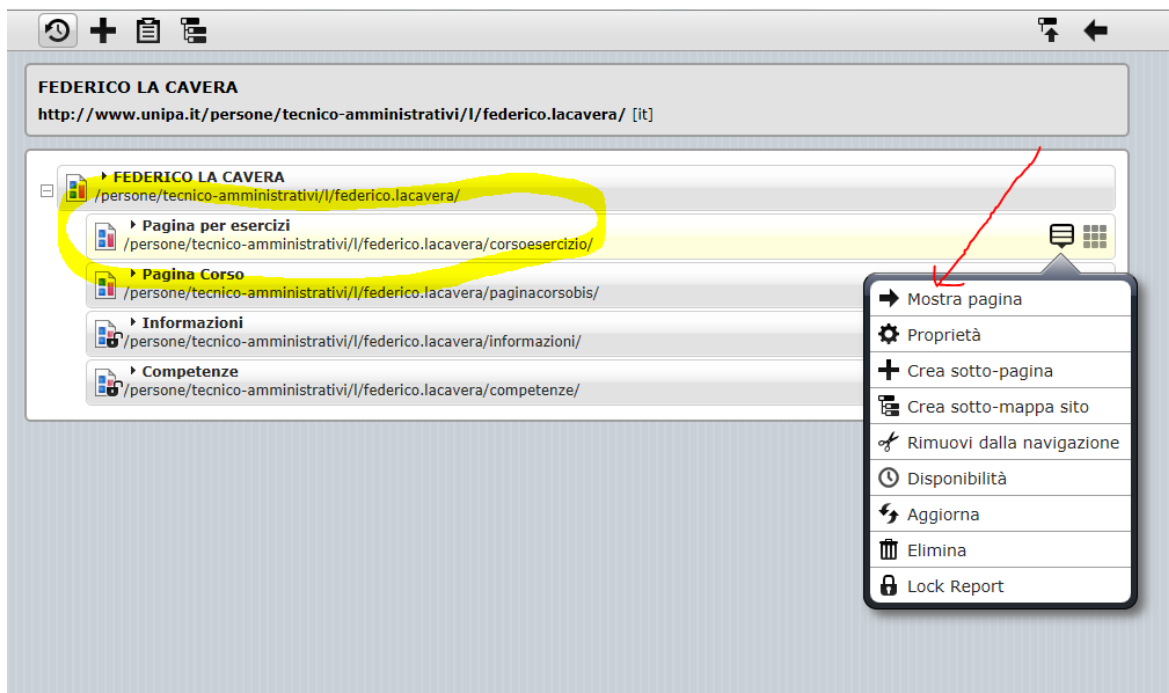 FEDERICO LA CAVERA
http://www.unipa.it/persone/tecnico-amministrativi/l/federico.lacavera/ [it]
FEDERICO LA CAVERA
/persone/tecnico-amministrativi/l/federico.lacavera/
Pagina per esercizi
/persone/tecnico-amministrativi/l/federico.lacavera/corsoesercizio/
Pagina Corso
/persone/tecnico-amministrativi/l/federico.lacavera/paginacorsobis/
Informazioni
/persone/tecnico-amministrativi/l/federico.lacavera/informazioni/
Competenze
/persone/tecnico-amministrativi/l/federico.lacavera/competenze/
Mostra pagina
Proprietà
Crea sotto-pagina
Crea sotto-mappa sito
Rimuovi dalla navigazione
Disponibilità
Aggiorna
Elimina
Lock Report